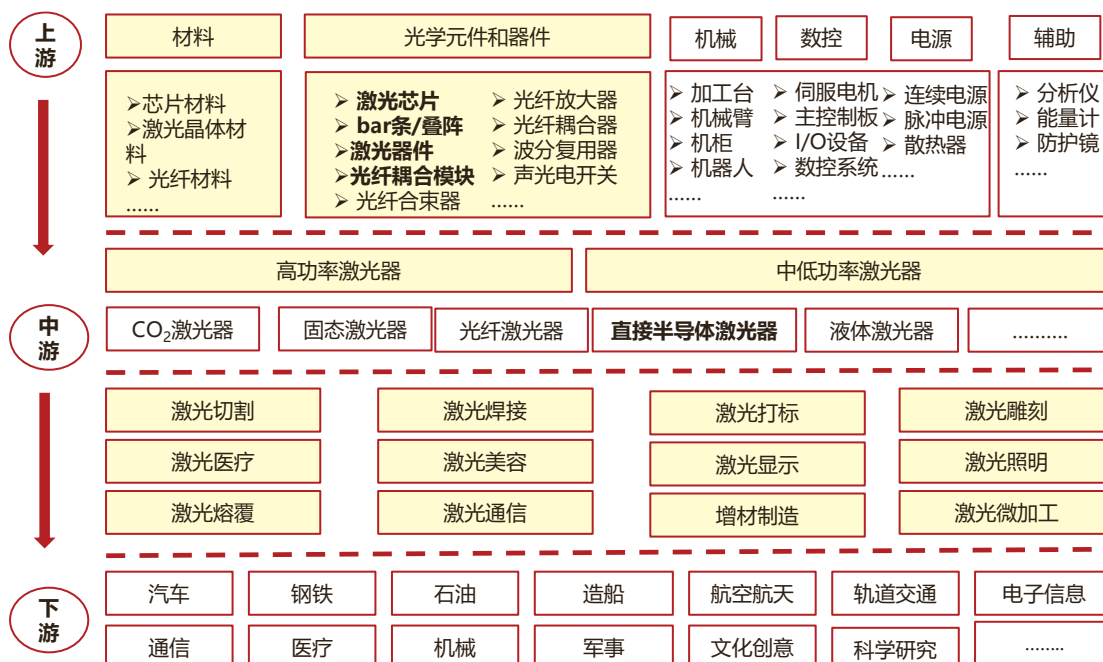 上游
材料
光学元件和器件
机械
数控
电源
辅助
➢芯片材料
➢激光晶体材
料
➢ 光纤材料
......
➢ 激光芯片
➢ bar条/叠阵
➢激光器件
➢光纤耦合模块
➢光纤合束器
➢ 光纤放大器
➢ 光纤耦合器
➢ 波分复用器
➢ 声光电开关
......
➢ 加工台
➢ 机械臂
➢ 机柜
➢ 机器人
......
➢ 伺服电机
➢ 主控制板
➢ I/O设备
➢ 数控系统
......
➢ 连续电源
➢ 脉冲电源
➢ 散热器
......
➢ 分析仪
➢ 能量计
➢ 防护镜
......
中游
高功率激光器
中低功率激光器
CO₂激光器
固态激光器
光纤激光器
直接半导体激光器
液体激光器
..........
激光切割
激光焊接
激光打标
激光雕刻
激光医疗
激光美容
激光显示
激光照明
激光熔覆
激光通信
增材制造
激光微加工
下游
汽车
钢铁
石油
造船
航空航天
轨道交通
电子信息
通信
医疗
机械
军事
文化创意
科学研究
........